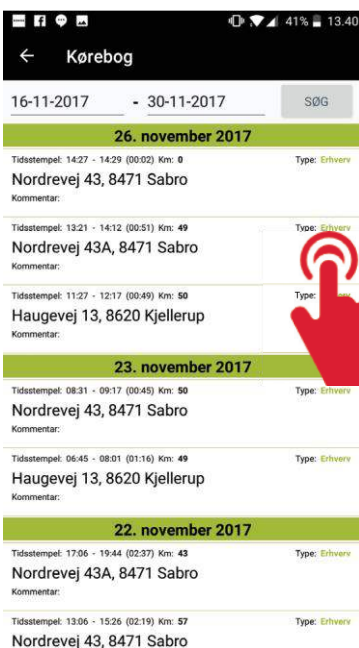 41% 13.40
Kørebog
16-11-2017 - 30-11-2017 SØG
26. november 2017
Tidsstempel: 14:27 - 14:29 (00:02) Km: 0 Type: Erhverv
Nordrevej 43, 8471 Sabro
Kommentar:
Tidsstempel: 13:21 - 14:12 (00:51) Km: 49 Type: Erhverv
Nordrevej 43A, 8471 Sabro
Kommentar:
Tidsstempel: 11:27 - 12:17 (00:49) Km: 50 Type:
Haugevej 13, 8620 Kjellerup
Kommentar:
23. november 2017
Tidsstempel: 08:31 - 09:17 (00:45) Km: 50 Type: Erhverv
Nordrevej 43, 8471 Sabro
Kommentar:
Tidsstempel: 06:45 - 08:01 (01:16) Km: 49 Type: Erhverv
Haugevej 13, 8620 Kjellerup
Kommentar:
22. november 2017
Tidsstempel: 17:06 - 19:44 (02:37) Km: 43 Type: Erhverv
Nordrevej 43A, 8471 Sabro
Kommentar:
Tidsstempel: 13:06 - 15:26 (02:19) Km: 57 Type: Erhverv
Nordrevej 43, 8471 Sabro